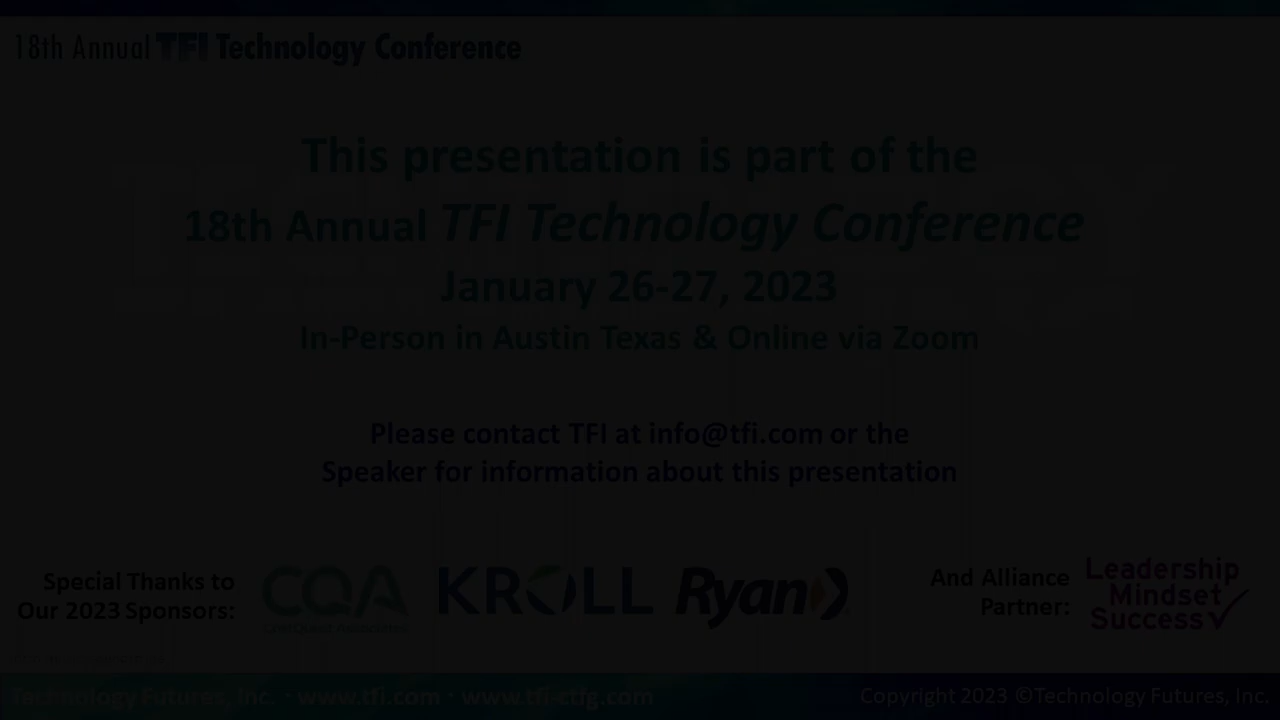 18th Annual TFI Technology Conference
This presentation is part of the
18th Annual TFI Technology Conference
January 26-27, 2023
In-Person in Austin Texas & Online via Zoom
Please contact TFI at info@tfi.com or the
Speaker for information about this presentation
Special Thanks to
Our 2023 Sponsors:
CQA
CostQuest Associates
KROLL
Ryan
And Alliance
Partner:
Leadership
Mindset
Success
Technology Futures, Inc. - www.tfi.com - www.tfi-ctfg.com
Copyright 2023 ©Technology Futures, Inc.